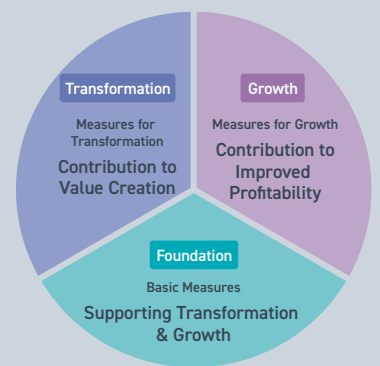 Transformation
Measures for
Transformation
Contribution to
Value Creation
Growth
Measures for Growth
Contribution to
Improved
Profitability
Foundation
Basic Measures
Supporting Transformation
& Growth